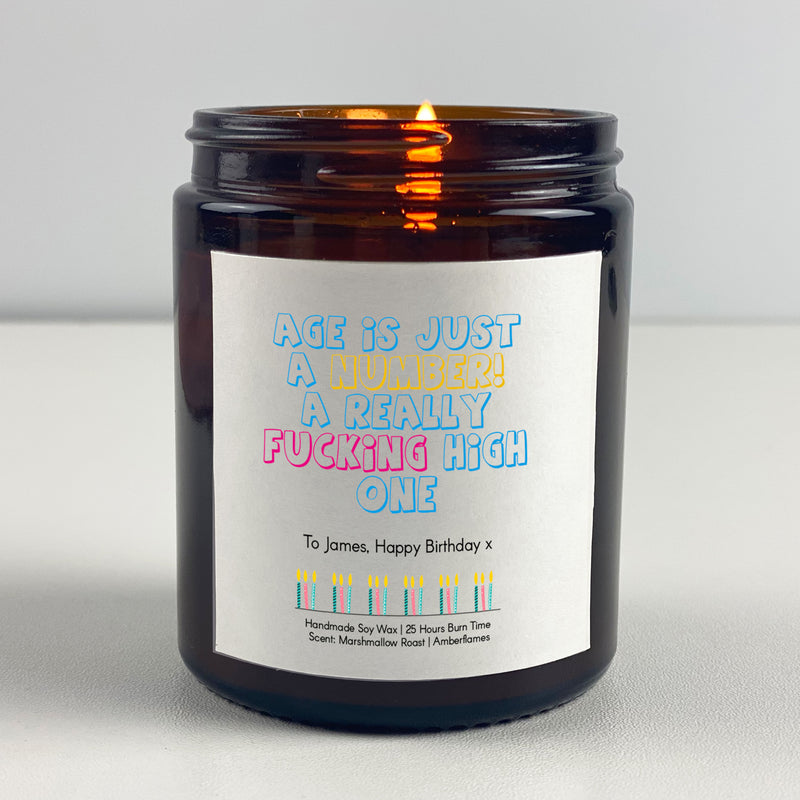 AGE iS JUST
A NUMBER!
A REALLY
FUCKiNG HiGH
ONE
To James, Happy Birthday x
Handmade Soy Wax | 25 Hours Burn Time
Scent: Marshmallow Roast | Amberflames